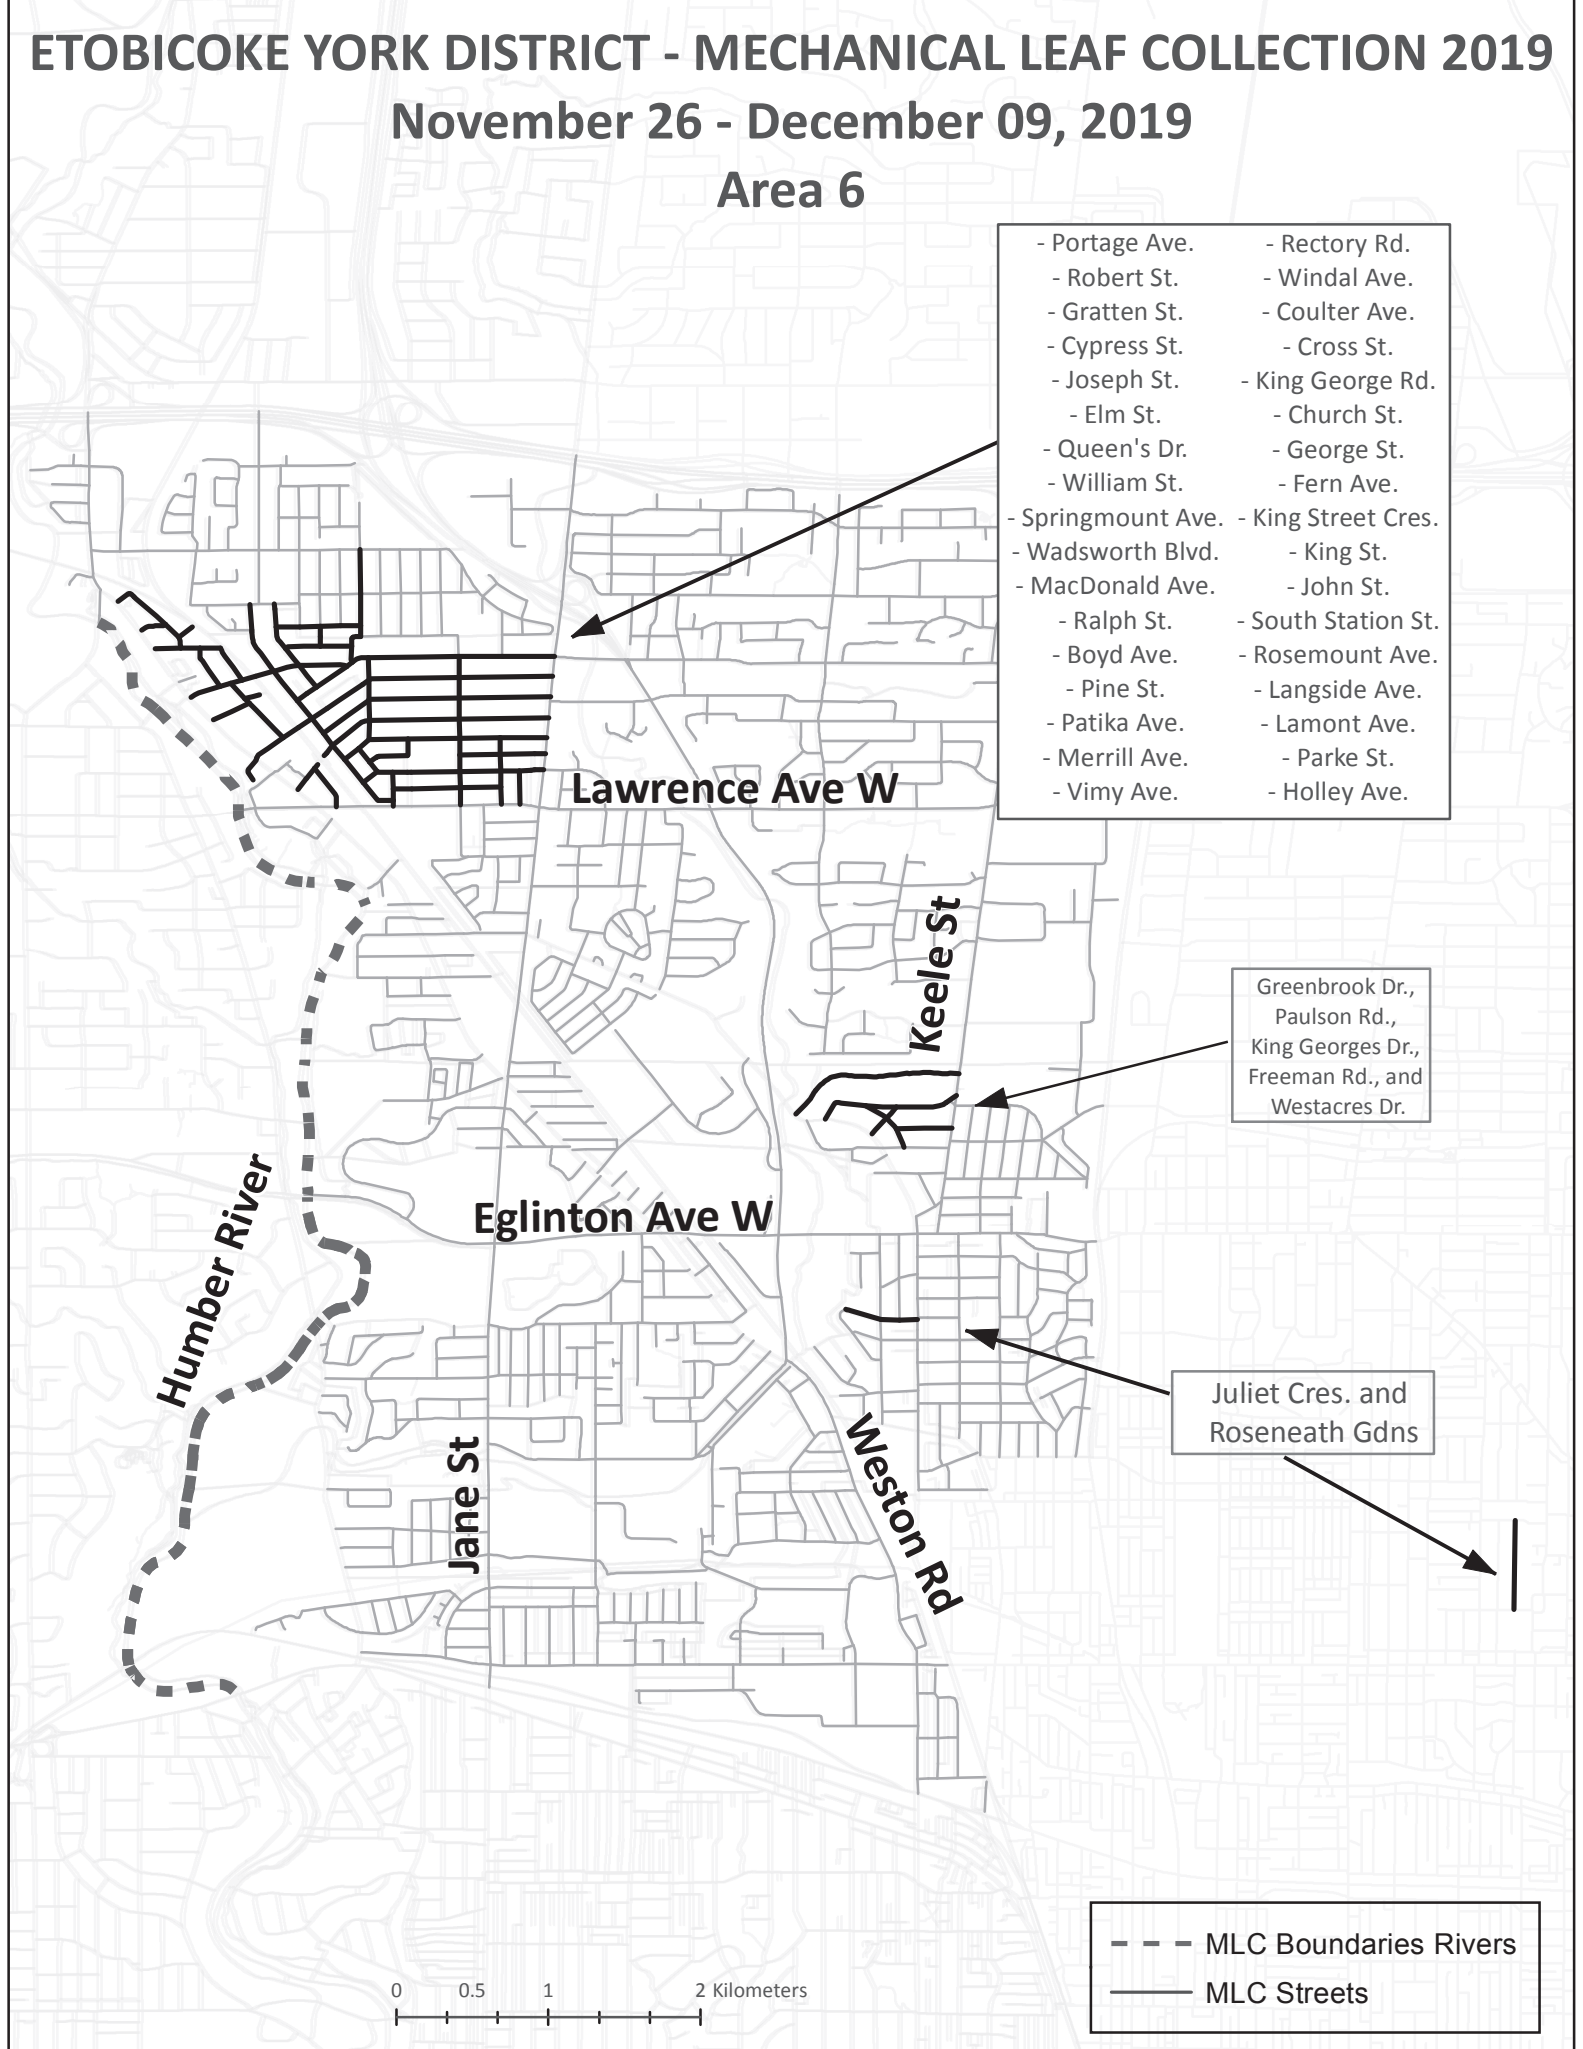 ETOBICOKE YORK DISTRICT - MECHANICAL LEAF COLLECTION 2019
November 26 - December 09, 2019
Area 6
- Portage Ave.
- Robert St.
- Gratten St.
- Cypress St.
- Joseph St.
- Elm St.
- Queen's Dr.
- William St.
- Springmount Ave.
- Wadsworth Blvd.
- MacDonald Ave.
- Ralph St.
- Boyd Ave.
- Pine St.
- Patika Ave.
- Merrill Ave.
- Vimy Ave.
- Rectory Rd.
- Windal Ave.
- Coulter Ave.
- Cross St.
- King George Rd.
- Church St.
- George St.
- Fern Ave.
- King Street Cres.
- King St.
- John St.
- South Station St.
- Rosemount Ave.
- Langside Ave.
- Lamont Ave.
- Parke St.
- Holley Ave.
Lawrence Ave W
Keele St
Greenbrook Dr.,
Paulson Rd.,
King Georges Dr.,
Freeman Rd., and
Westacres Dr.
Humber River
Eglinton Ave W
Juliet Cres. and
Roseneath Gdns
Jane St
Weston Rd
MLC Boundaries Rivers
MLC Streets
0 0.5 1 2 Kilometers